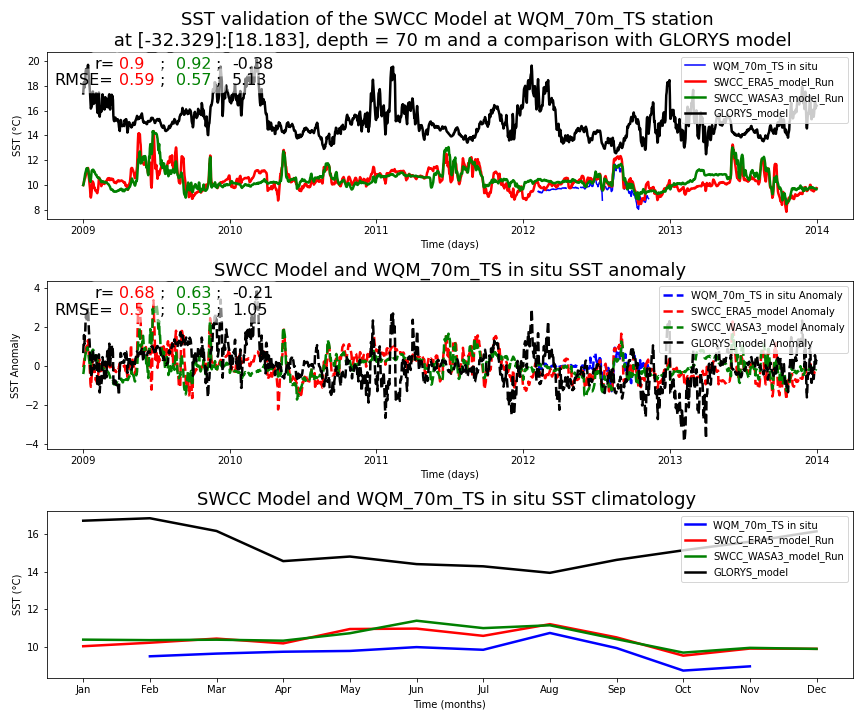 SST validation of the SWCC Model at WQM_70m_TS station
at [-32.329]:[18.183], depth = 70 m and a comparison with GLORYS model
r= 0.9 ; 0.92 ; -0.38
RMSE= 0.59 ; 0.57 ; 5.13
WQM_70m_TS in situ
SWCC_ERA5_model_Run
SWCC_WASA3_model_Run
GLORYS_model
SST (°C)
20
18
16
14
12
10
8
2009 2010 2011 2012 2013 2014
Time (days)
SWCC Model and WQM_70m_TS in situ SST anomaly
r= 0.68 ; 0.63 ; -0.21
RMSE= 0.5 ; 0.53 ; 1.05
WQM_70m_TS in situ Anomaly
SWCC_ERA5_model Anomaly
SWCC_WASA3_model Anomaly
GLORYS_model Anomaly
SST Anomaly
4
2
0
−2
−4
2009 2010 2011 2012 2013 2014
Time (days)
SWCC Model and WQM_70m_TS in situ SST climatology
WQM_70m_TS in situ
SWCC_ERA5_model_Run
SWCC_WASA3_model_Run
GLORYS_model
SST (°C)
16
14
12
10
Jan Feb Mar Apr May Jun Jul Aug Sep Oct Nov Dec
Time (months)